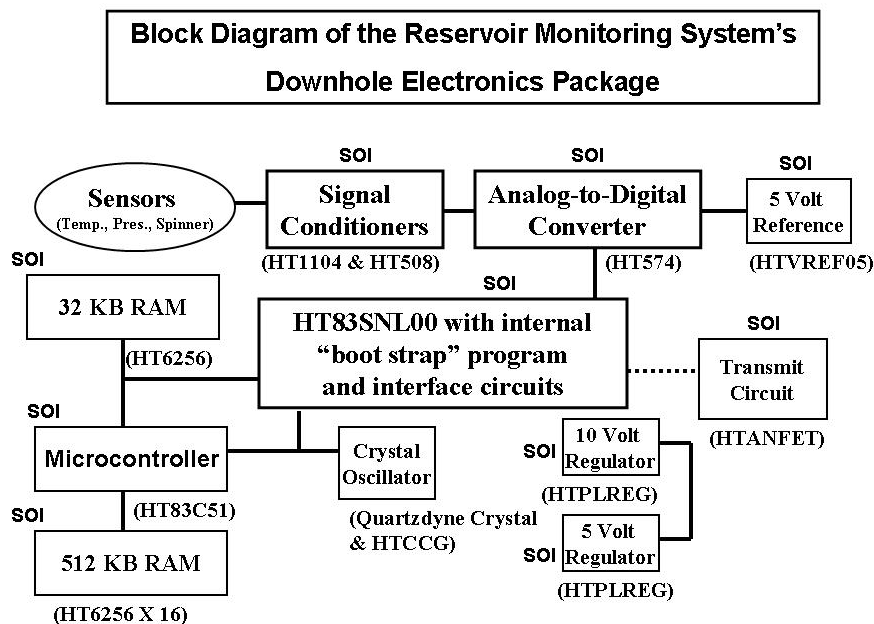 Block Diagram of the Reservoir Monitoring System's
Downhole Electronics Package
SOI
Sensors
(Temp., Pres., Spinner)
SOI
Signal
Conditioners
(HT1104 & HT508)
SOI
Analog-to-Digital
Converter
(HT574)
SOI
5 Volt
Reference
(HTVREF05)
SOI
32 KB RAM
(HT6256)
SOI
HT83SNL00 with internal
“boot strap” program
and interface circuits
SOI
Transmit
Circuit
(HTANFET)
SOI
Microcontroller
(HT83C51)
Crystal
Oscillator
(Quartzdyne Crystal
& HTCCG)
SOI
10 Volt
Regulator
(HTPLREG)
SOI
5 Volt
Regulator
(HTPLREG)
512 KB RAM
(HT6256 X 16)